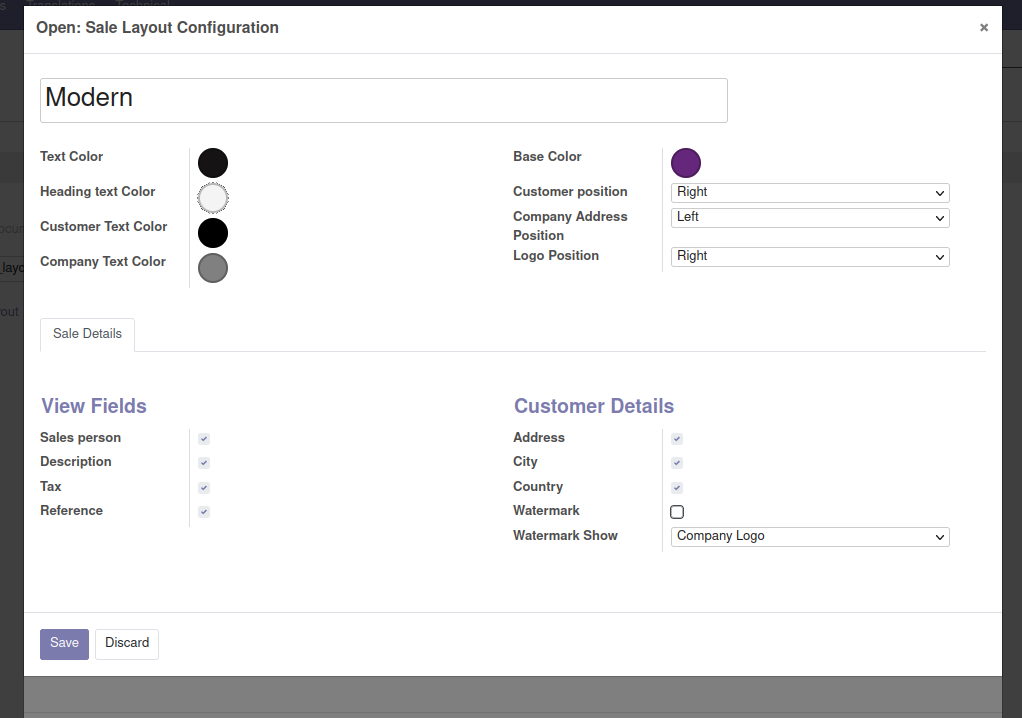 Translations Technical
Open: Sale Layout Configuration
×
Modern
Text Color
Base Color
Heading text Color
Customer position
Right
Customer Text Color
Company Address
Position
Left
Company Text Color
Logo Position
Right
Sale Details
View Fields
Customer Details
Sales person
Address
Description
City
Tax
Country
Reference
Watermark
Watermark Show
Company Logo
Save
Discard